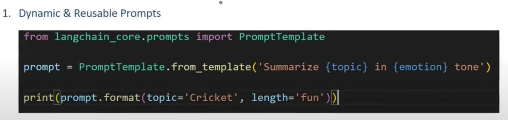 1. Dynamic & Reusable Prompts
from langchain_core.prompts import PromptTemplate
prompt = PromptTemplate.from_template('Summarize {topic} in {emotion} tone')
print(prompt.format(topic='Cricket', length='fun'))